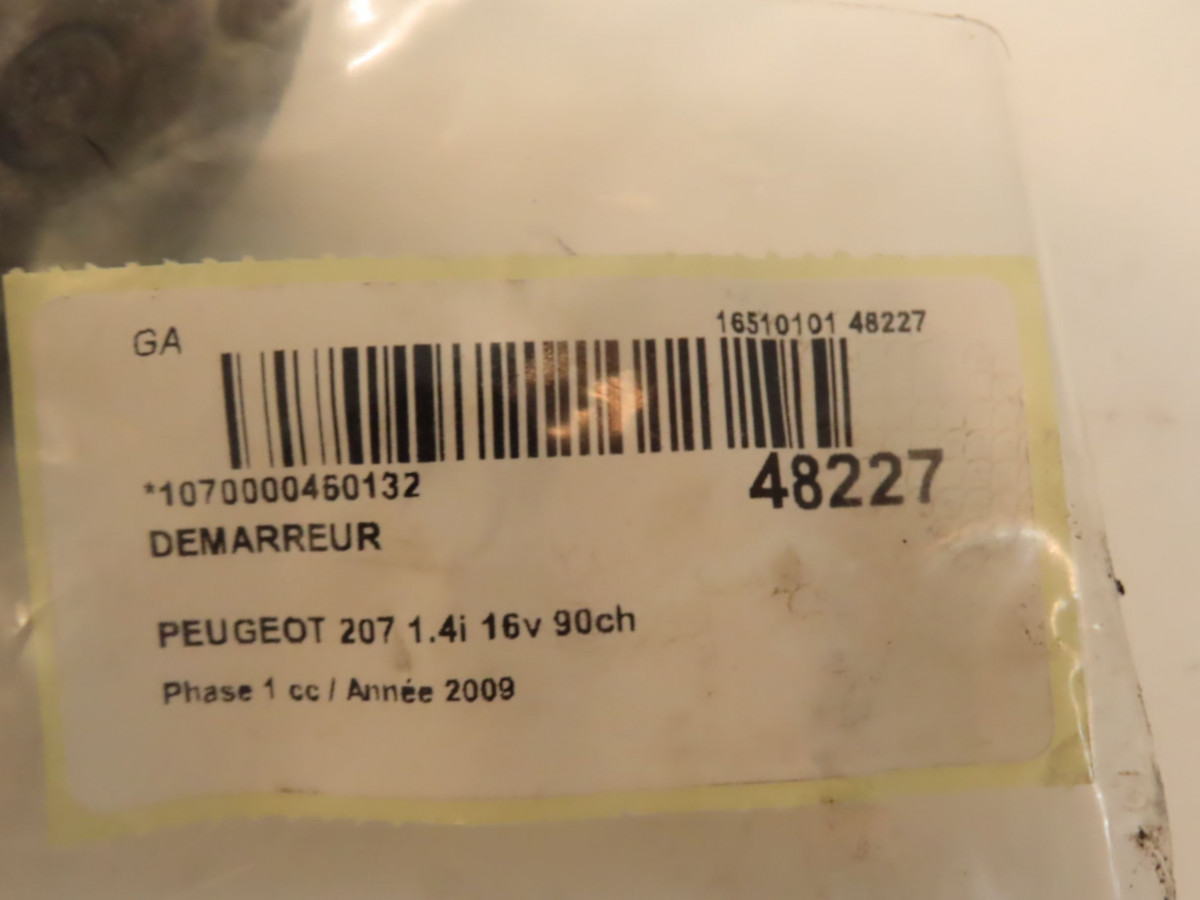 GA
16510101 48227
*1070000460132
48227
DEMARREUR
PEUGEOT 207 1.4i 16v 90ch
Phase 1 cc / Année 2009